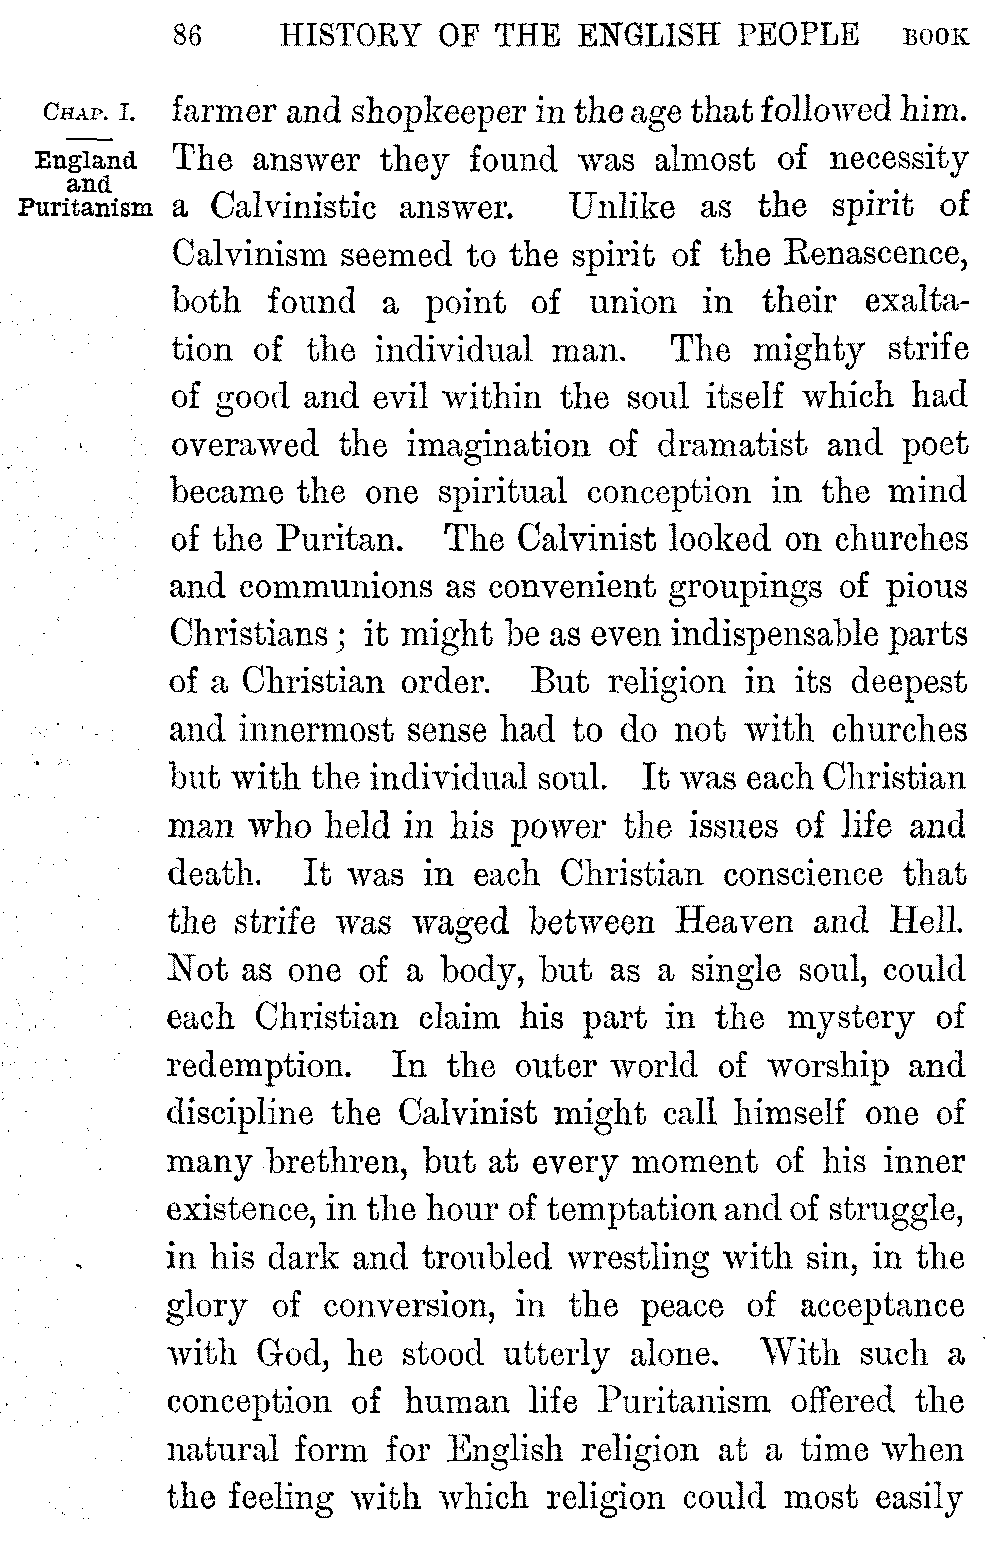 86 HISTORY OF THE ENGLISH PEOPLE BOOK
CHAP. I.
England
and
Puritanism
farmer and shopkeeper in the age that followed him.
The answer they found was almost of necessity
a Calvinistic answer. Unlike as the spirit of
Calvinism seemed to the spirit of the Renascence,
both found a point of union in their exalta-
tion of the individual man. The mighty strife
of good and evil within the soul itself which had
overawed the imagination of dramatist and poet
became the one spiritual conception in the mind
of the Puritan. The Calvinist looked on churches
and communions as convenient groupings of pious
Christians; it might be as even indispensable parts
of a Christian order. But religion in its deepest
and innermost sense had to do not with churches
but with the individual soul. It was each Christian
man who held in his power the issues of life and
death. It was in each Christian conscience that
the strife was waged between Heaven and Hell.
Not as one of a body, but as a single soul, could
each Christian claim his part in the mystery of
redemption. In the outer world of worship and
discipline the Calvinist might call himself one of
many brethren, but at every moment of his inner
existence, in the hour of temptation and of struggle,
in his dark and troubled wrestling with sin, in the
glory of conversion, in the peace of acceptance
with God, he stood utterly alone. With such a
conception of human life Puritanism offered the
natural form for English religion at a time when
the feeling with which religion could most easily